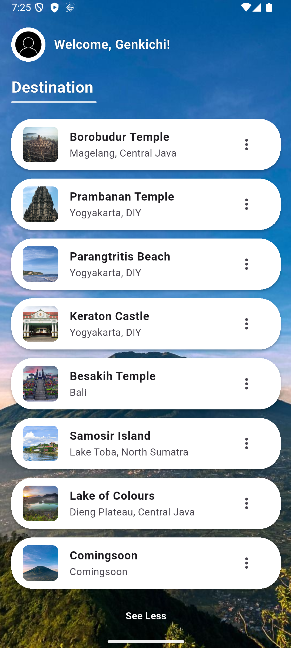 7:25
Welcome, Genkichi!
Destination
Borobudur Temple
Magelang, Central Java
Prambanan Temple
Yogyakarta, DIY
Parangtritis Beach
Yogyakarta, DIY
Keraton Castle
Yogyakarta, DIY
Besakih Temple
Bali
Samosir Island
Lake Toba, North Sumatra
Lake of Colours
Dieng Plateau, Central Java
Comingsoon
Comingsoon
See Less